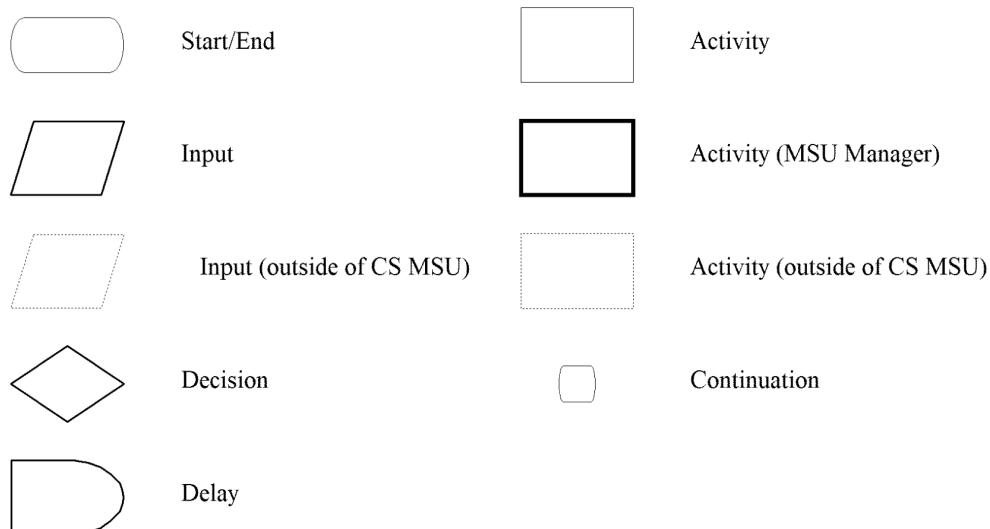 Start/End
Activity
Input
Activity (MSU Manager)
Input (outside of CS MSU)
Activity (outside of CS MSU)
Decision
Continuation
Delay